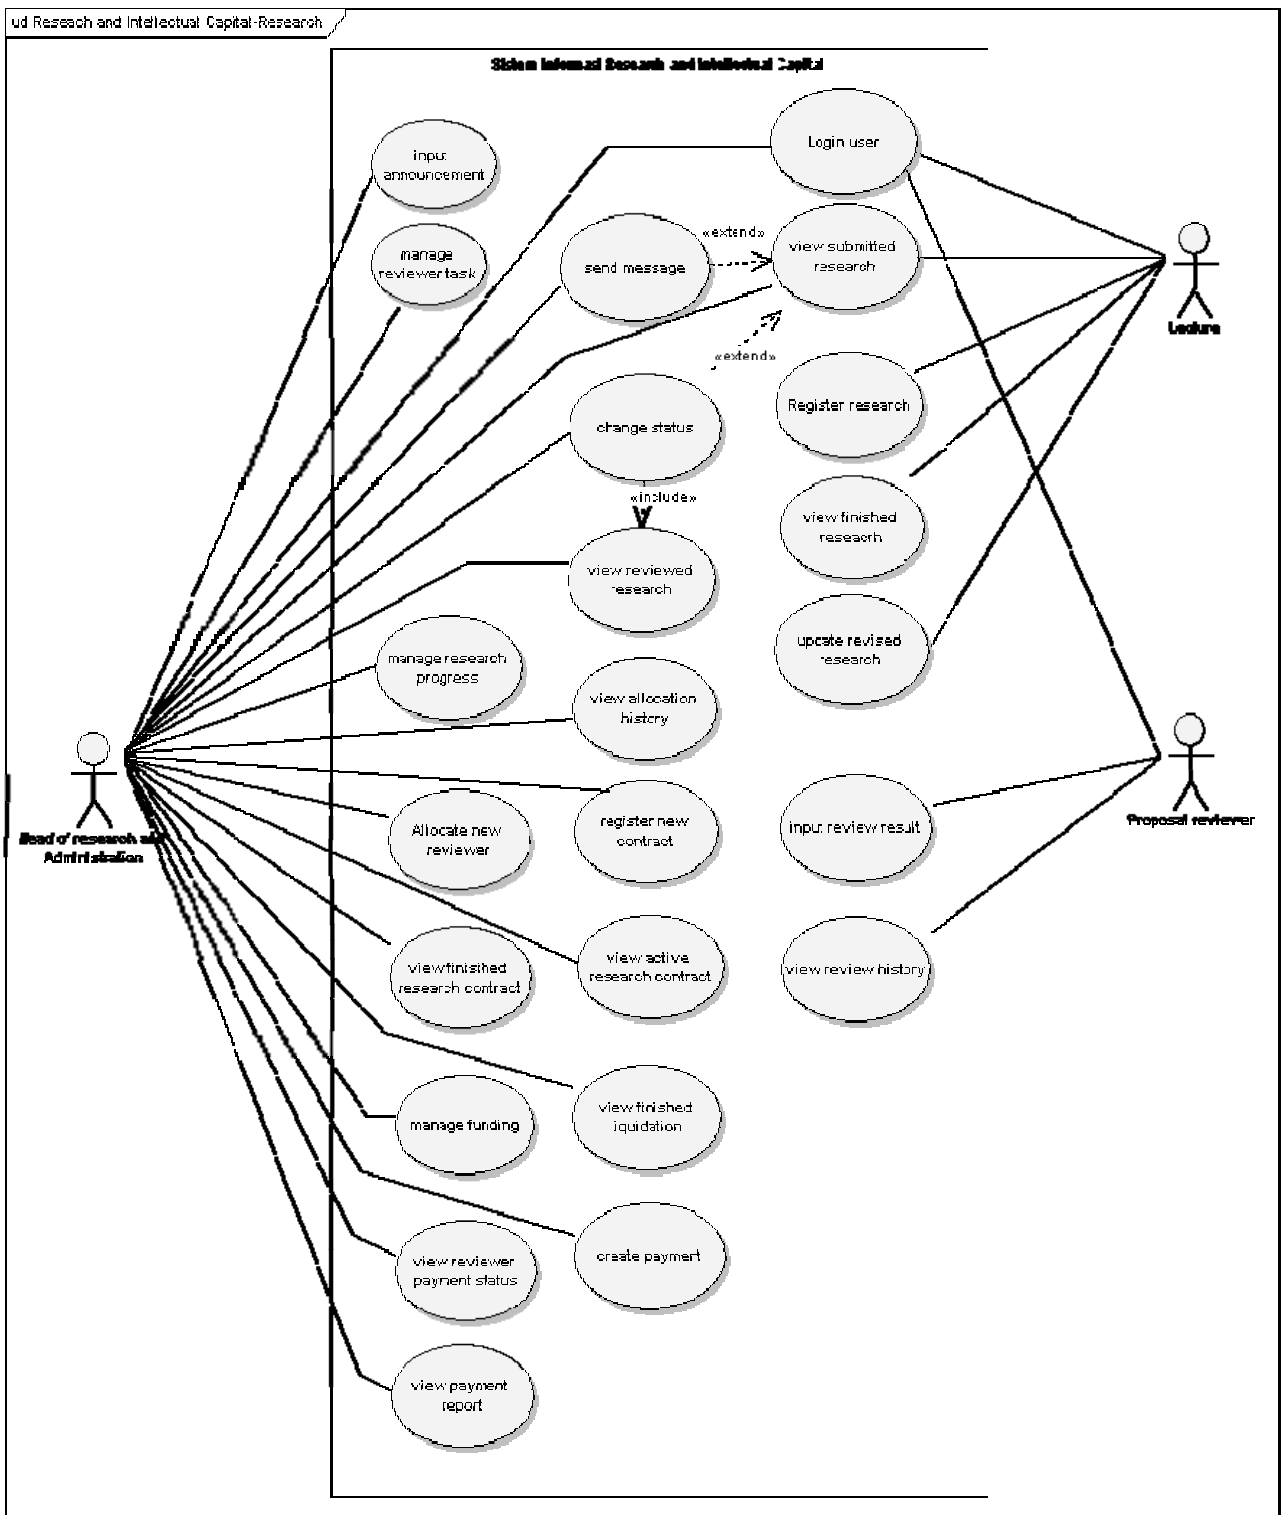 ud Reseach and Intellectual Capital-Research
Sistem Informasi Research and Intellectual Capital
input
announcement
Login user
manage
reviewer task
send message
«extend»
view submitted
research
Lecture
«extend»
Register research
change status
«include»
view finished
reseach
view reviewed
research
update revised
research
manage research
progress
view allocation
history
Head of research and
Administration
Allocate new
reviewer
register new
contract
input review result
Proposal reviewer
view finisihed
research contract
view active
research contract
view review history
manage funding
view finished
iquidation
view reviewer
payment status
create payment
view payment
report